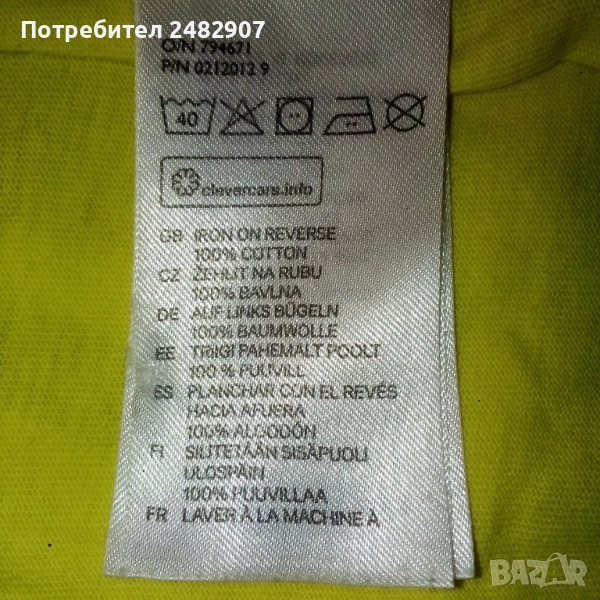 Потребител 2482907
O/N 794671
P/N 0212012 9
40
clevercare.info
GB IRON ON REVERSE
100% COTTON
CZ ŽEHLIT NA RUBU
100% BAVLNA
DE AUF LINKS BÜGELN
100% BAUMWOLLE
EE TRIIGI PAHEMALT POOLT
100 % PUUVILL
ES PLANCHAR CON EL REVÉS
HACIA AFUERA
100% ALGODÓN
FI SILITETÄÄN SISÄPUOLI
ULOSPÄIN
100% PUUVILLAA
FR LAVER À LA MACHINE À
BAZAR